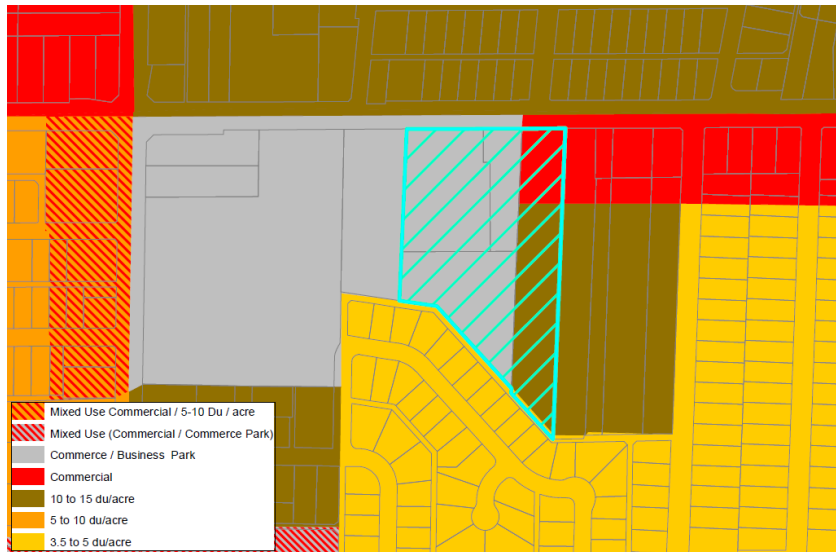 Mixed Use Commercial / 5-10 Du / acre
Mixed Use (Commercial / Commerce Park)
Commerce / Business Park
Commercial
10 to 15 du/acre
5 to 10 du/acre
3.5 to 5 du/acre